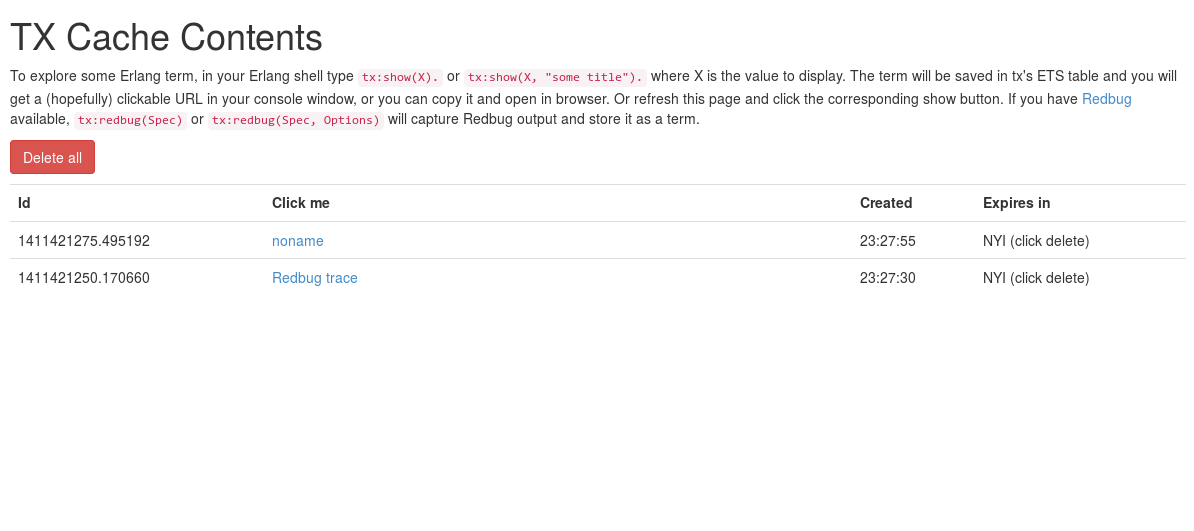 TX Cache Contents
To explore some Erlang term, in your Erlang shell type tx:show(X). or tx:show(X, "some title"). where X is the value to display. The term will be saved in tx's ETS table and you will
get a (hopefully) clickable URL in your console window, or you can copy it and open in browser. Or refresh this page and click the corresponding show button. If you have Redbug
available, tx:redbug(Spec) or tx:redbug(Spec, Options) will capture Redbug output and store it as a term.
Delete all
Id Click me Created Expires in
1411421275.495192 noname 23:27:55 NYI (click delete)
1411421250.170660 Redbug trace 23:27:30 NYI (click delete)